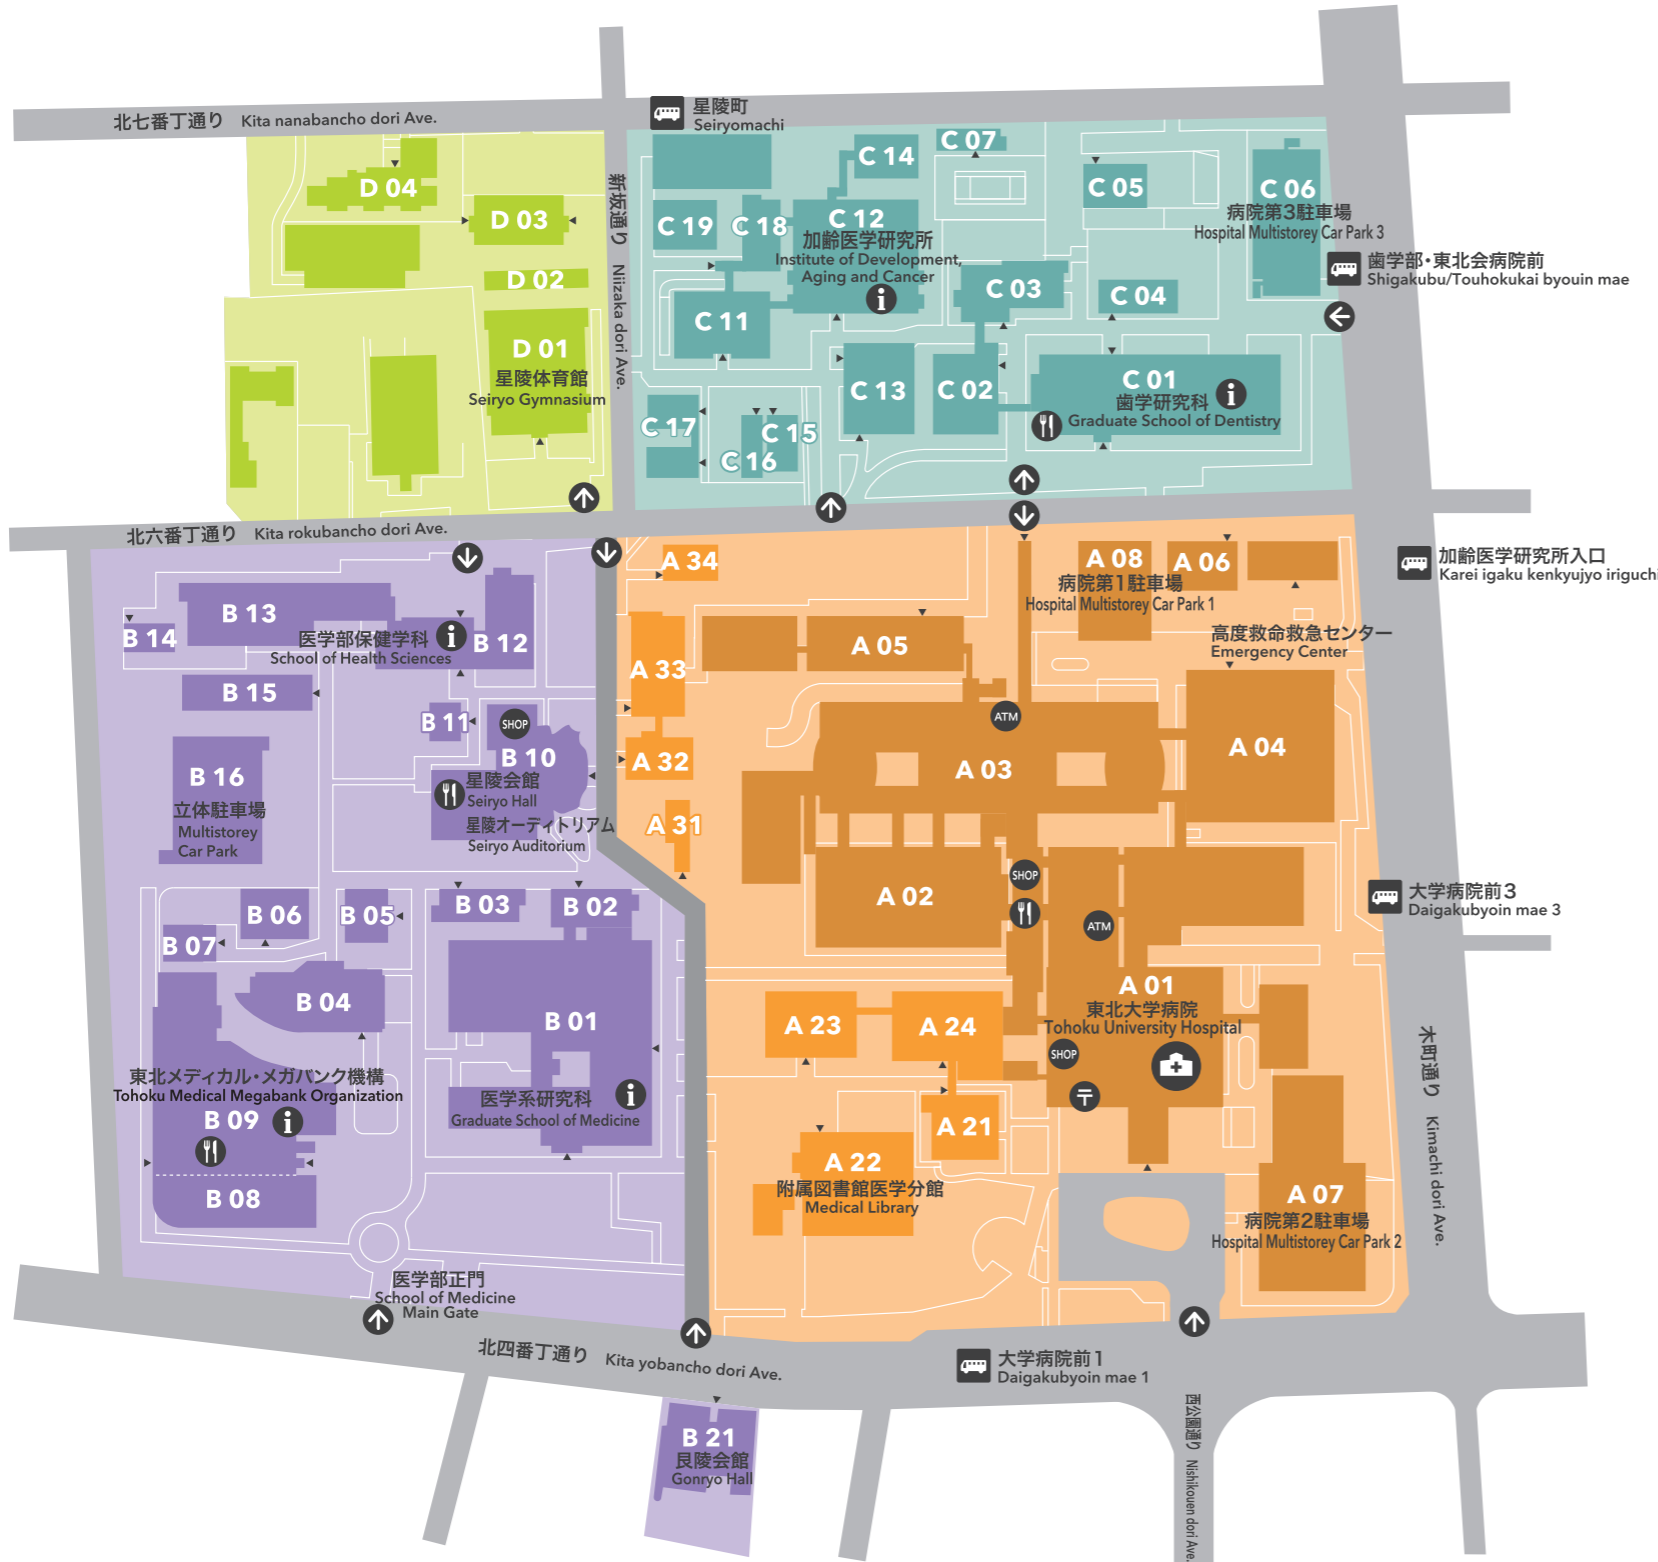 北七番丁通り Kita nanabancho dori Ave.
星陵町
Seiryomachi
新坂通り Niizaka dori Ave.
D 04
D 03
D 02
D 01
星陵体育館
Seiryo Gymnasium
C 14
C 07
C 05
C 06
病院第3駐車場
Hospital Multistorey Car Park 3
C 19
C 18
C 12
加齢医学研究所
Institute of Development,
Aging and Cancer
歯学部・東北会病院前
Shigakubu/Touhokukai byouin mae
C 03
C 04
C 11
C 13
C 02
C 01
歯学研究科
Graduate School of Dentistry
C 17
C 15
C 16
北六番丁通り Kita rokubancho dori Ave.
加齢医学研究所入口
Karei igaku kenkyujyo iriguchi
A 34
A 08
病院第1駐車場
Hospital Multistorey Car Park 1
A 06
高度救命救急センター
Emergency Center
B 13
B 14
医学部保健学科
School of Health Sciences
B 12
B 15
B 11
SHOP
B 10
星陵会館
Seiryo Hall
星陵オーディトリアム
Seiryo Auditorium
B 16
立体駐車場
Multistorey
Car Park
A 33
A 05
A 32
A 31
ATM
A 03
A 04
SHOP
A 02
ATM
大学病院前3
Daigakubyoin mae 3
B 06
B 05
B 03
B 02
B 07
B 04
B 01
医学系研究科
Graduate School of Medicine
東北メディカル・メガバンク機構
Tohoku Medical Megabank Organization
B 09
B 08
A 23
A 24
A 01
東北大学病院
Tohoku University Hospital
SHOP
〒
A 21
A 22
附属図書館医学分館
Medical Library
A 07
病院第2駐車場
Hospital Multistorey Car Park 2
木町通り Kimachi dori Ave.
医学部正門
School of Medicine
Main Gate
北四番丁通り Kita yobancho dori Ave.
大学病院前1
Daigakubyoin mae 1
西公園通り Nishikouen dori Ave.
B 21
艮陵会館
Gonryo Hall